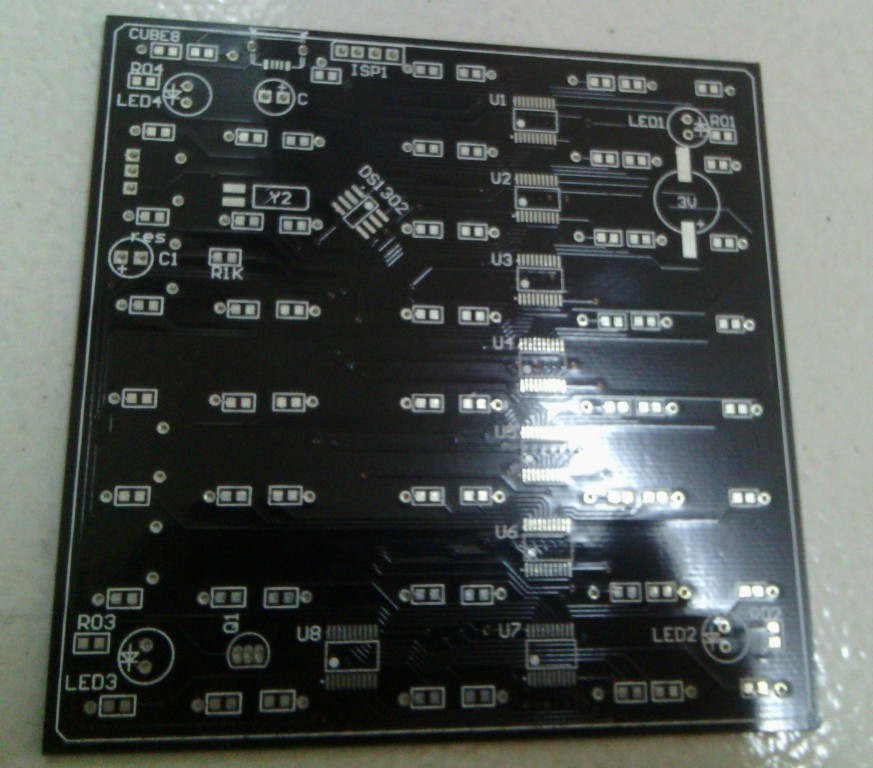 CUBE8
ISP1
R04
LED4
C
U1
LED1
R01
DS1302
U2
Y2
3V
res
C1
R1K
U3
U4
U5
U6
R03
Q1
U8
U7
LED2
R02
LED3